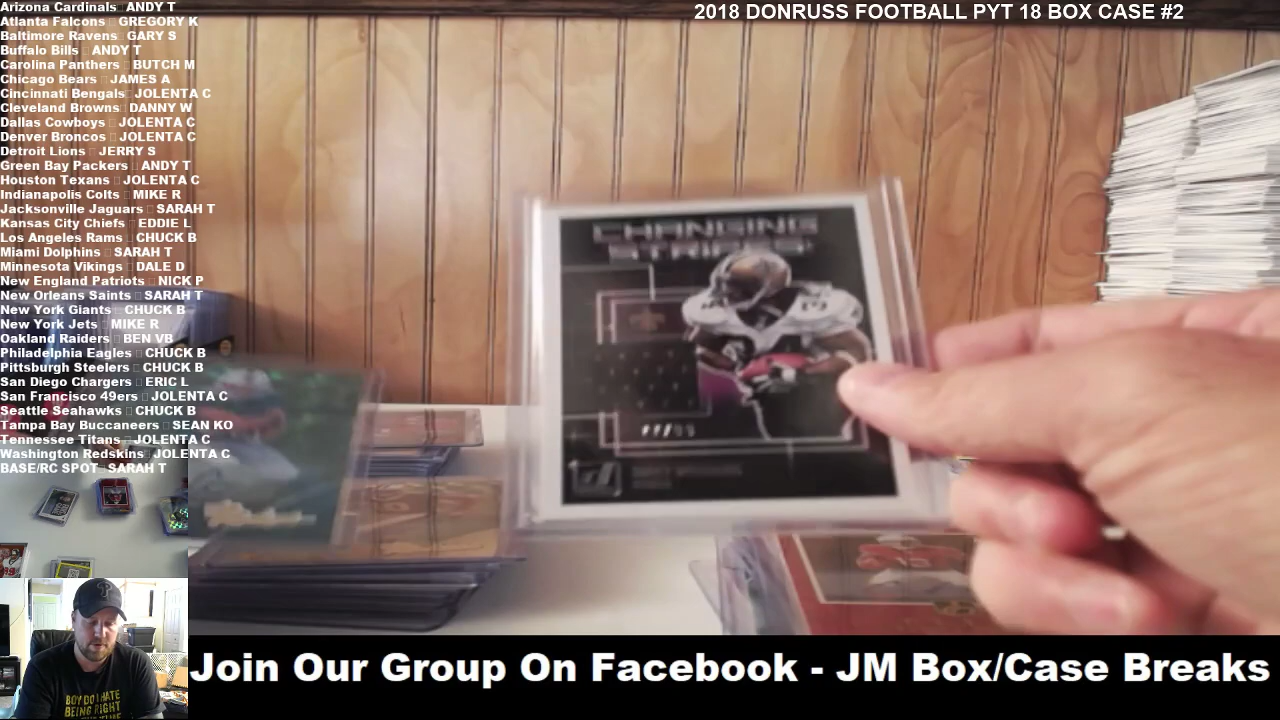 Arizona Cardinals ANDY T
Atlanta Falcons GREGORY K
Baltimore Ravens GARY S
Buffalo Bills ANDY T
Carolina Panthers BUTCH M
Chicago Bears JAMES A
Cincinnati Bengals JOLENTA C
Cleveland Browns DANNY W
Dallas Cowboys JOLENTA C
Denver Broncos JOLENTA C
Detroit Lions JERRY S
Green Bay Packers ANDY T
Houston Texans JOLENTA C
Indianapolis Colts MIKE R
Jacksonville Jaguars SARAH T
Kansas City Chiefs EDDIE L
Los Angeles Rams CHUCK B
Miami Dolphins SARAH T
Minnesota Vikings DALE D
New England Patriots NICK P
New Orleans Saints SARAH T
New York Giants CHUCK B
New York Jets MIKE R
Oakland Raiders BEN VB
Philadelphia Eagles CHUCK B
Pittsburgh Steelers CHUCK B
San Diego Chargers ERIC L
San Francisco 49ers JOLENTA C
Seattle Seahawks CHUCK B
Tampa Bay Buccaneers SEAN KO
Tennessee Titans JOLENTA C
Washington Redskins JOLENTA C
BASE/RC SPOT SARAH T
2018 DONRUSS FOOTBALL PYT 18 BOX CASE #2
CHANGING
STRIPES
BOY DO I HATE
BEING RIGHT
Join Our Group On Facebook - JM Box/Case Breaks